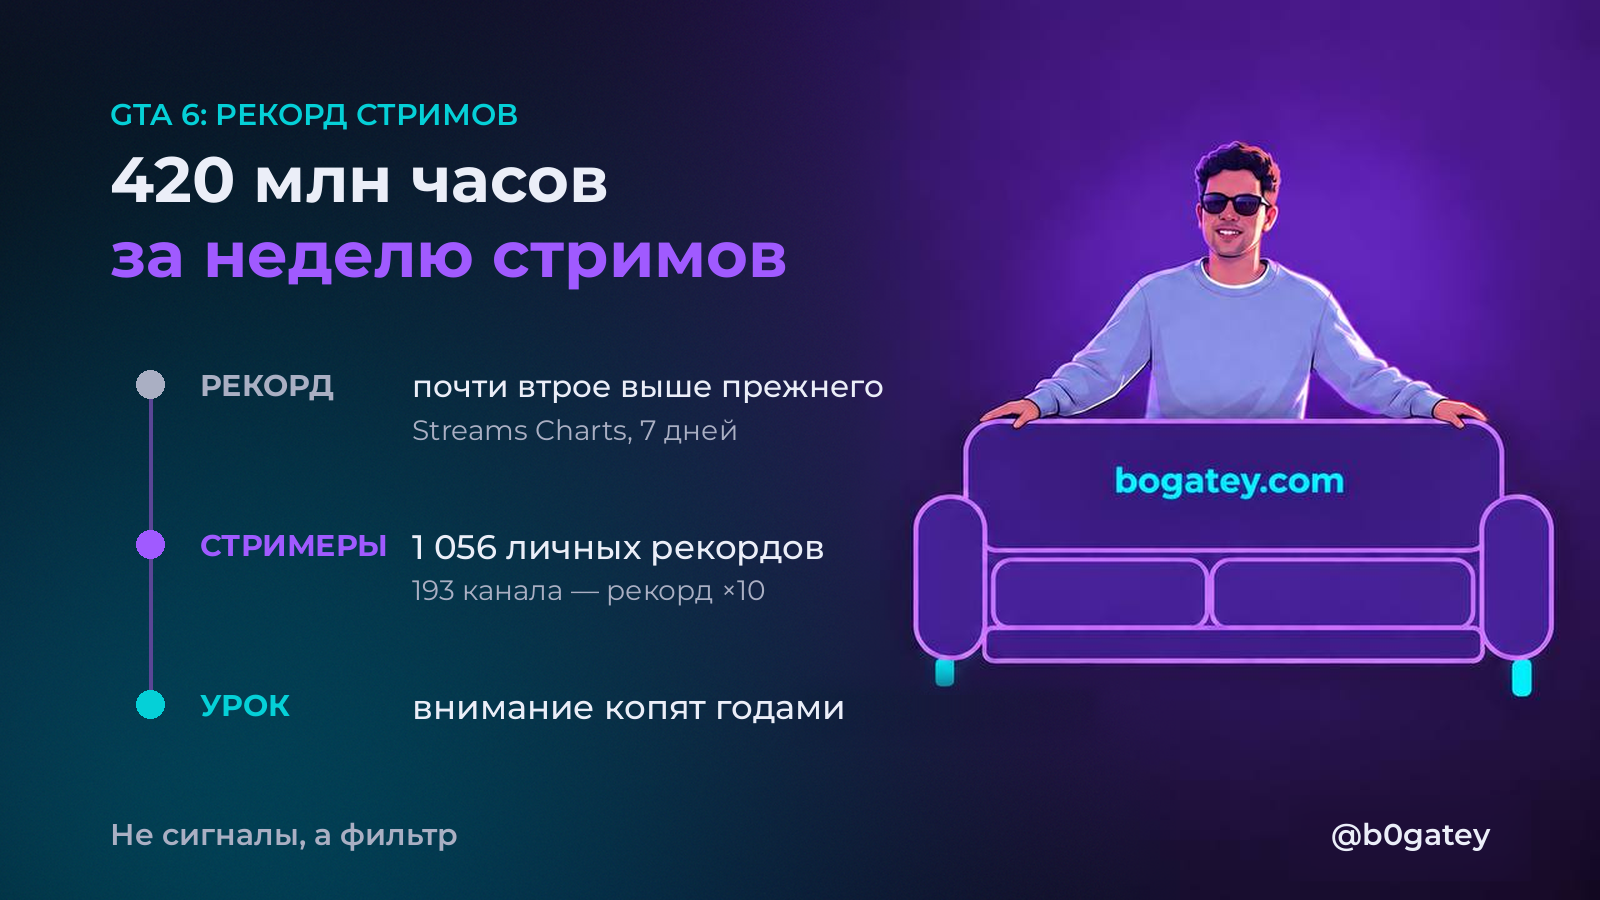 GTA 6: РЕКОРД СТРИМОВ
420 млн часов
за неделю стримов
РЕКОРД почти втрое выше прежнего
Streams Charts, 7 дней
СТРИМЕРЫ 1 056 личных рекордов
193 канала — рекорд ×10
УРОК внимание копят годами
bogatey.com
Не сигналы, а фильтр
@b0gatey